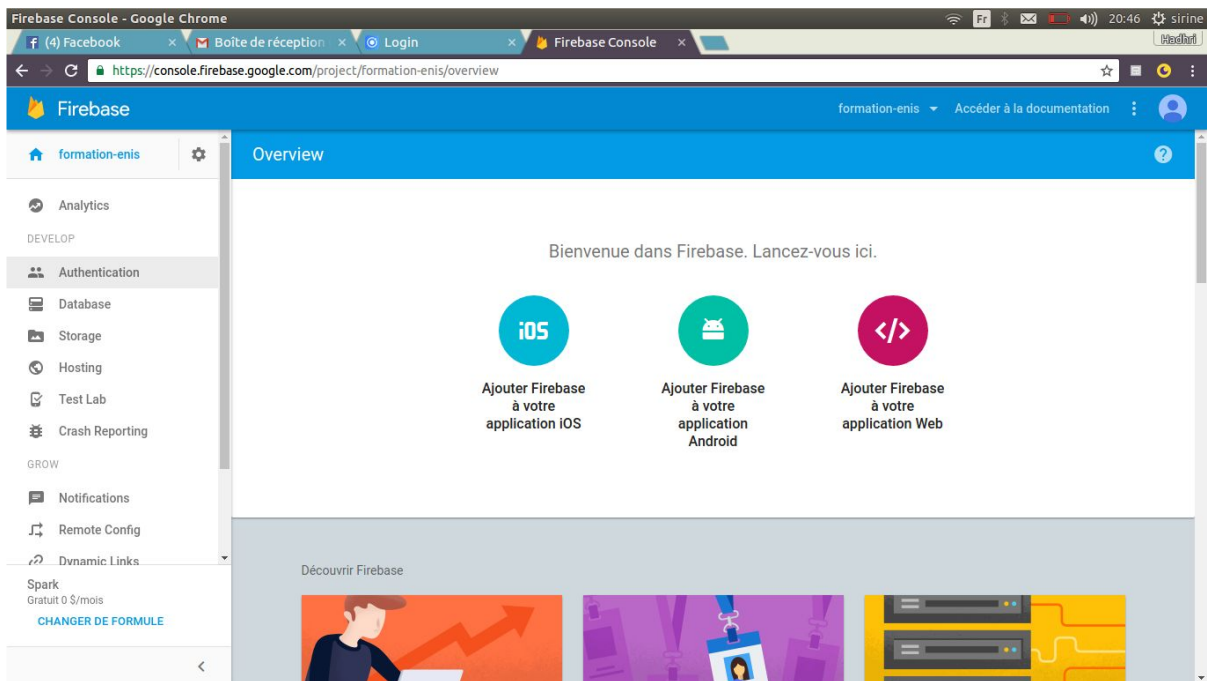 Firebase Console - Google Chrome
Fr
20:46
sirine
(4) Facebook
Boîte de réception
Login
Firebase Console
Hadhri
https://console.firebase.google.com/project/formation-enis/overview
Firebase
formation-enis
Accéder à la documentation
formation-enis
Overview
Analytics
DEVELOP
Authentication
Database
Storage
Hosting
Test Lab
Crash Reporting
GROW
Notifications
Remote Config
Dynamic Links
Spark
Gratuit 0 $/mois
CHANGER DE FORMULE
Bienvenue dans Firebase. Lancez-vous ici.
iOS
Ajouter Firebase
à votre
application iOS
Ajouter Firebase
à votre
application
Android
</>
Ajouter Firebase
à votre
application Web
Découvrir Firebase